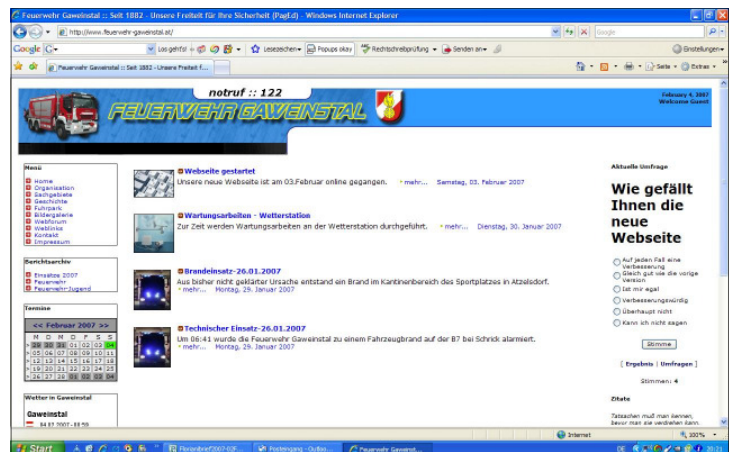 Feuerwehr Gaweinstal :: Seit 1882 - Unsere Freiteit für Ihre Sicherheit (PagEd) - Windows Internet Explorer
http://www.feuerwehr-gaweinstal.at/
Google
Google
Los geht's!
Lesezeichen
Popups okay
Rechtschreibprüfung
Senden an
Einstellungen
Feuerwehr Gaweinstal :: Seit 1882 - Unsere Freiteit f...
Seite
Extras
notruf :: 122
FEUERWEHR GAWEINSTAL
February 4, 2007
Welcome Guest
Menü
Home
Organisation
Sachgebiete
Geschichte
Fuhrpark
Bildergalerie
Webforum
Weblinks
Kontakt
Impressum
Berichtsarchiv
Einsätze 2007
Feuerwehr
Feuerwehr-Jugend
Termine
<< Februar 2007 >>
M D M D F S S
> 29 30 31 01 02 03 04
> 05 06 07 08 09 10 11
> 12 13 14 15 16 17 18
> 19 20 21 22 23 24 25
> 26 27 28 01 02 03 04
Wetter in Gaweinstal
Gaweinstal
Webseite gestartet
Unsere neue Webseite ist am 03.Februar online gegangen. mehr... Samstag, 03. Februar 2007
Wartungsarbeiten - Wetterstation
Zur Zeit werden Wartungsarbeiten an der Wetterstation durchgeführt. mehr... Dienstag, 30. Januar 2007
Brandeinsatz-26.01.2007
Aus bisher nicht geklärter Ursache entstand ein Brand im Kantinenbereich des Sportplatzes in Atzelsdorf.
mehr... Montag, 29. Januar 2007
Technischer Einsatz-26.01.2007
Um 06:41 wurde die Feuerwehr Gaweinstal zu einem Fahrzeugbrand auf der B7 bei Schrick alarmiert.
mehr... Montag, 29. Januar 2007
Aktuelle Umfrage
Wie gefällt
Ihnen die
neue
Webseite
Auf jeden Fall eine
Verbesserung
Gleich gut wie die vorige
Version
Ist mir egal
Verbesserungswürdig
Überhaupt nicht
Kann ich nicht sagen
Stimme
[ Ergebnis | Umfragen ]
Stimmen: 4
Zitate
Tatsachen muß man kennen,
bevor man sie verdrehen kann.
Internet
100%
Start
Florianibrief2007-02F...
Posteingang - Outloo...
Feuerwehr Gaweinst...
DE
20:21